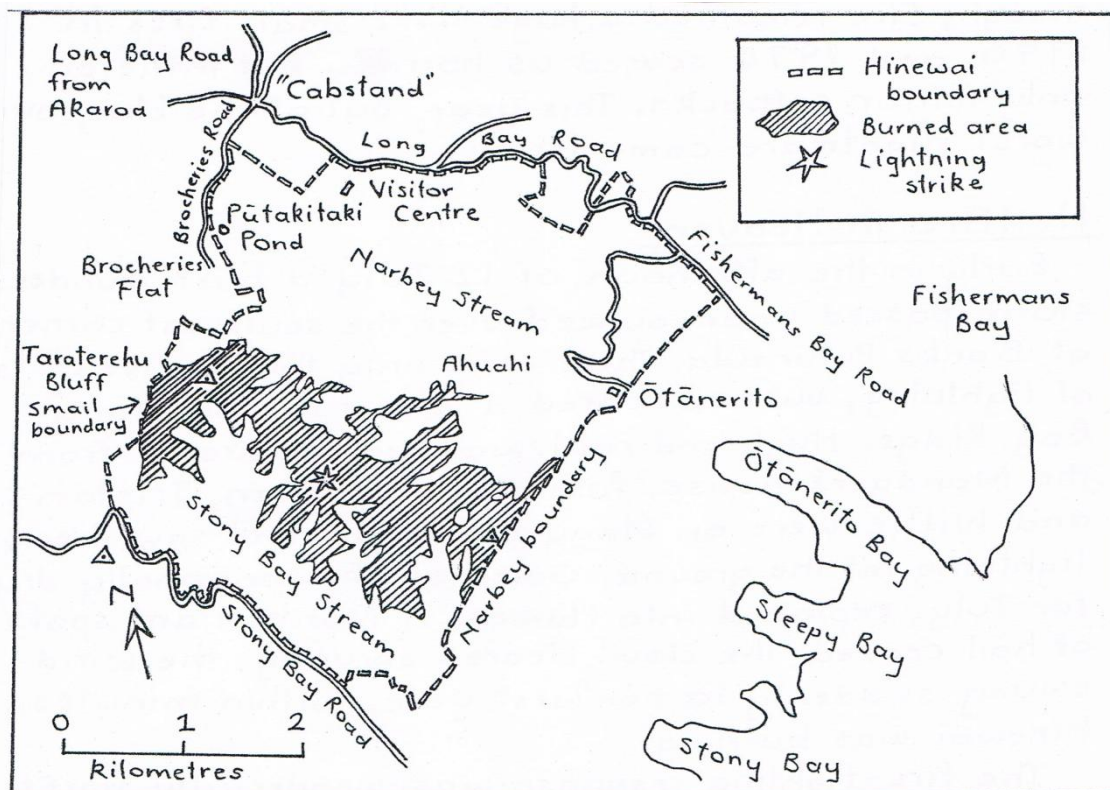 Long Bay Road
from
Akaroa
"Cabstand"
Brocheries Road
Long Bay Road
Visitor
Centre
Pūtakitaki
Pond
Brocheries
Flat
Narbey Stream
Fishermans Bay Road
Fishermans
Bay
Taraterehu
Bluff
Smail
boundary
Ahuahi
Ōtānerito
Narbey boundary
Ōtānerito Bay
Sleepy Bay
Stony Bay
Stony Bay Stream
Stony Bay Road
N
0 1 2
kilometres
Hinewai
boundary
Burned area
Lightning
strike